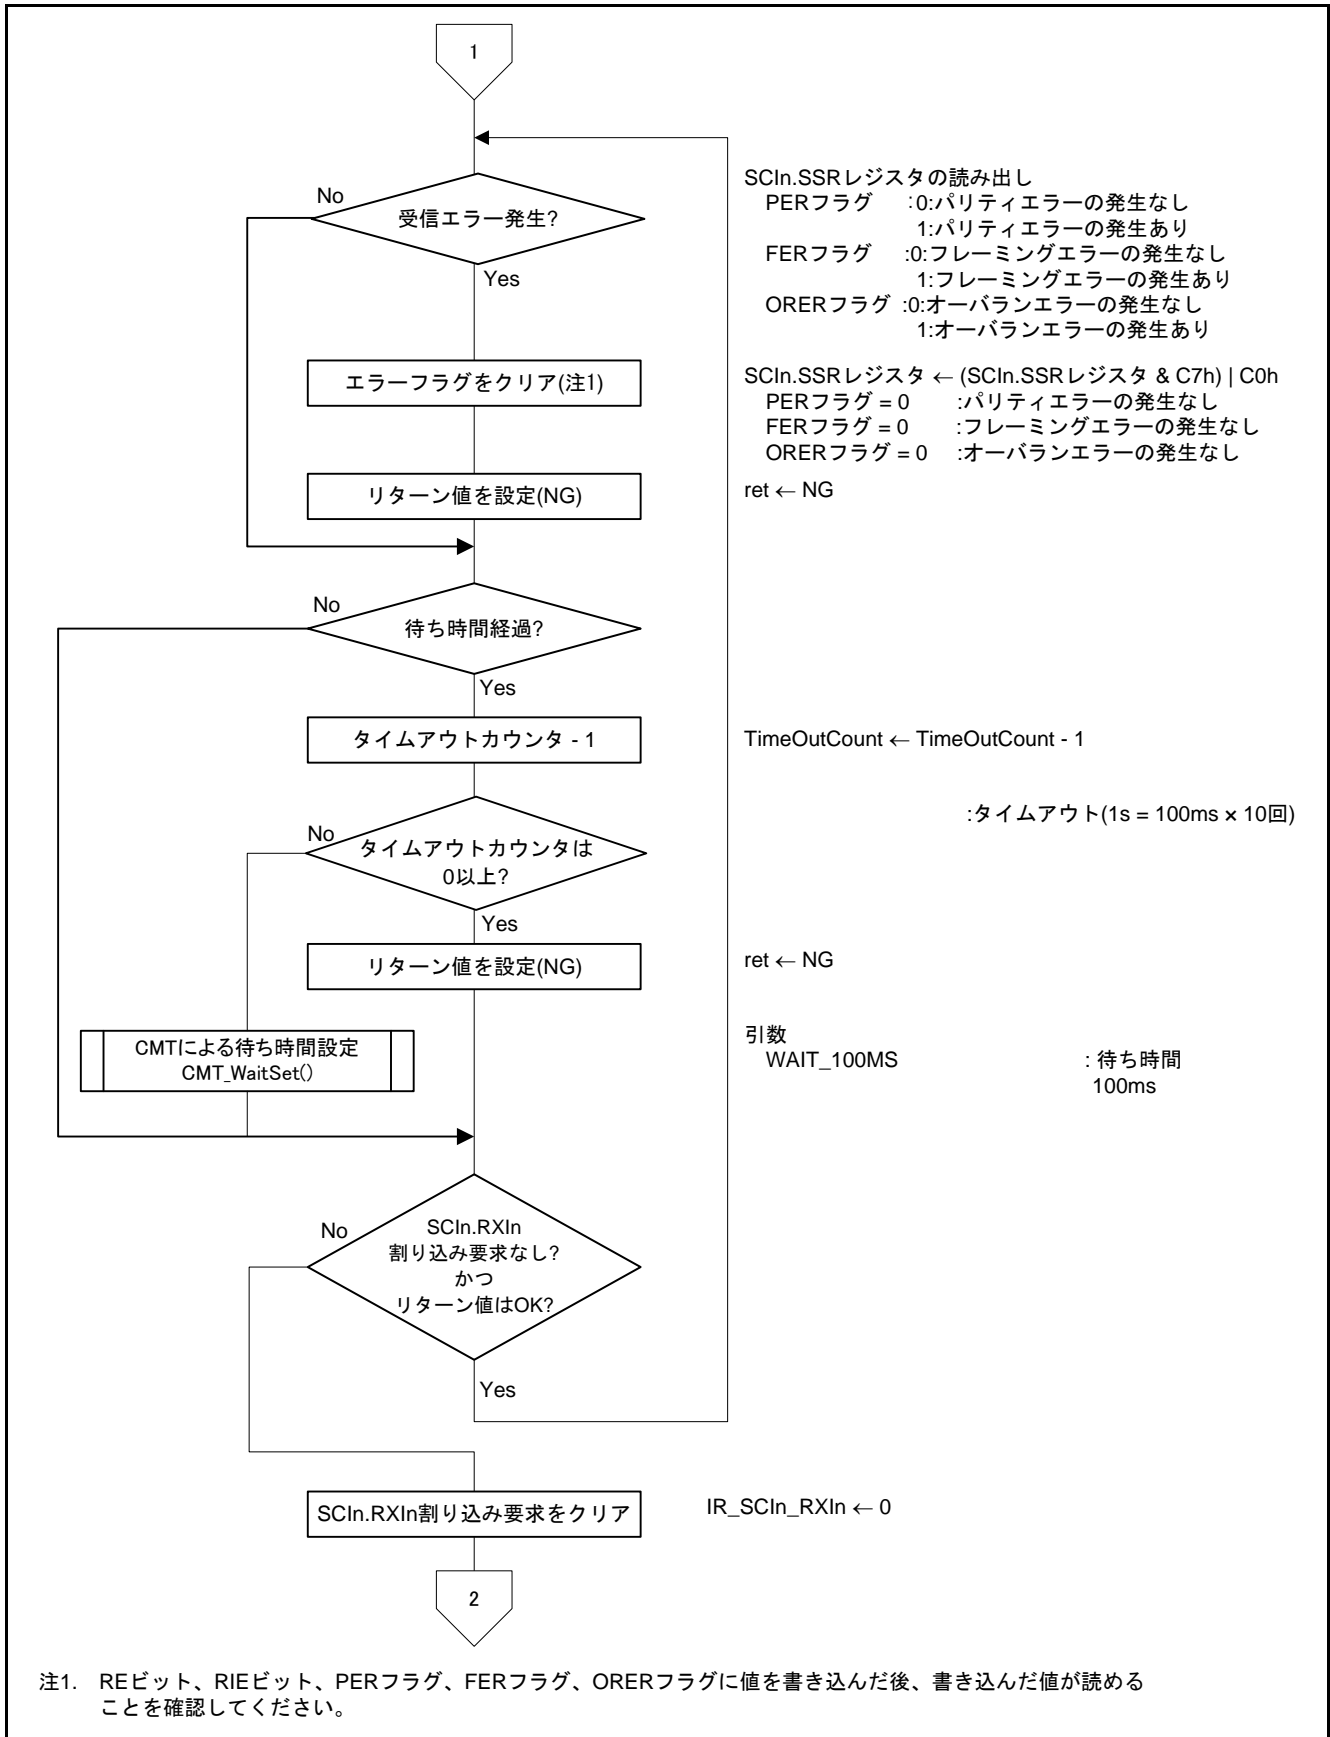 1
受信エラー発生?
No
Yes
SCIn.SSRレジスタの読み出し
PERフラグ :0:パリティエラーの発生なし
1:パリティエラーの発生あり
FERフラグ :0:フレーミングエラーの発生なし
1:フレーミングエラーの発生あり
ORERフラグ :0:オーバランエラーの発生なし
1:オーバランエラーの発生あり
エラーフラグをクリア(注1)
SCIn.SSRレジスタ ← (SCIn.SSRレジスタ & C7h) | C0h
PERフラグ = 0 :パリティエラーの発生なし
FERフラグ = 0 :フレーミングエラーの発生なし
ORERフラグ = 0 :オーバランエラーの発生なし
リターン値を設定(NG)
ret ← NG
No
待ち時間経過?
Yes
タイムアウトカウンタ - 1
TimeOutCount ← TimeOutCount - 1
:タイムアウト(1s = 100ms × 10回)
No
タイムアウトカウンタは
0以上?
Yes
リターン値を設定(NG)
ret ← NG
CMTによる待ち時間設定
CMT_WaitSet()
引数
WAIT_100MS : 待ち時間
100ms
No
SCIn.RXIn
割り込み要求なし?
かつ
リターン値はOK?
Yes
SCIn.RXIn割り込み要求をクリア
IR_SCIn_RXIn ← 0
2
注1. REビット、RIEビット、PERフラグ、FERフラグ、ORERフラグに値を書き込んだ後、書き込んだ値が読める
ことを確認してください。